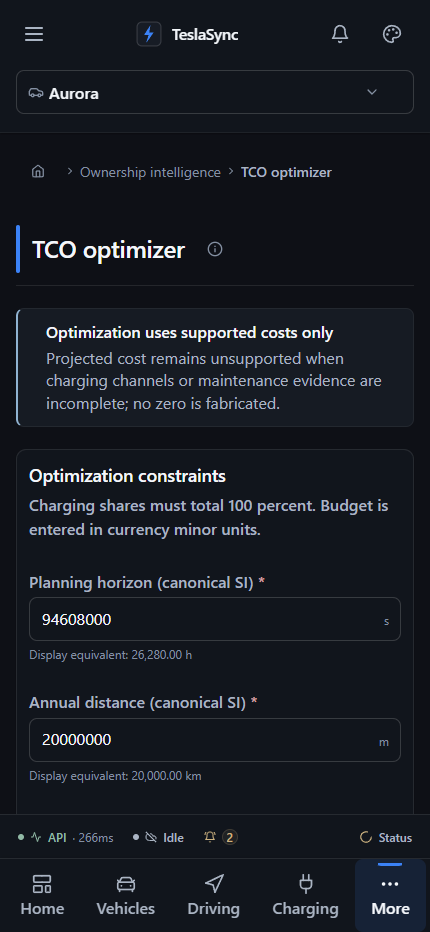 TeslaSync
Aurora
Ownership intelligence
TCO optimizer
TCO optimizer
Optimization uses supported costs only
Projected cost remains unsupported when
charging channels or maintenance evidence are
incomplete; no zero is fabricated.
Optimization constraints
Charging shares must total 100 percent. Budget is
entered in currency minor units.
Planning horizon (canonical SI) *
94608000 s
Display equivalent: 26,280.00 h
Annual distance (canonical SI) *
20000000 m
Display equivalent: 20,000.00 km
API · 266ms Idle 2 Status
Home Vehicles Driving Charging More